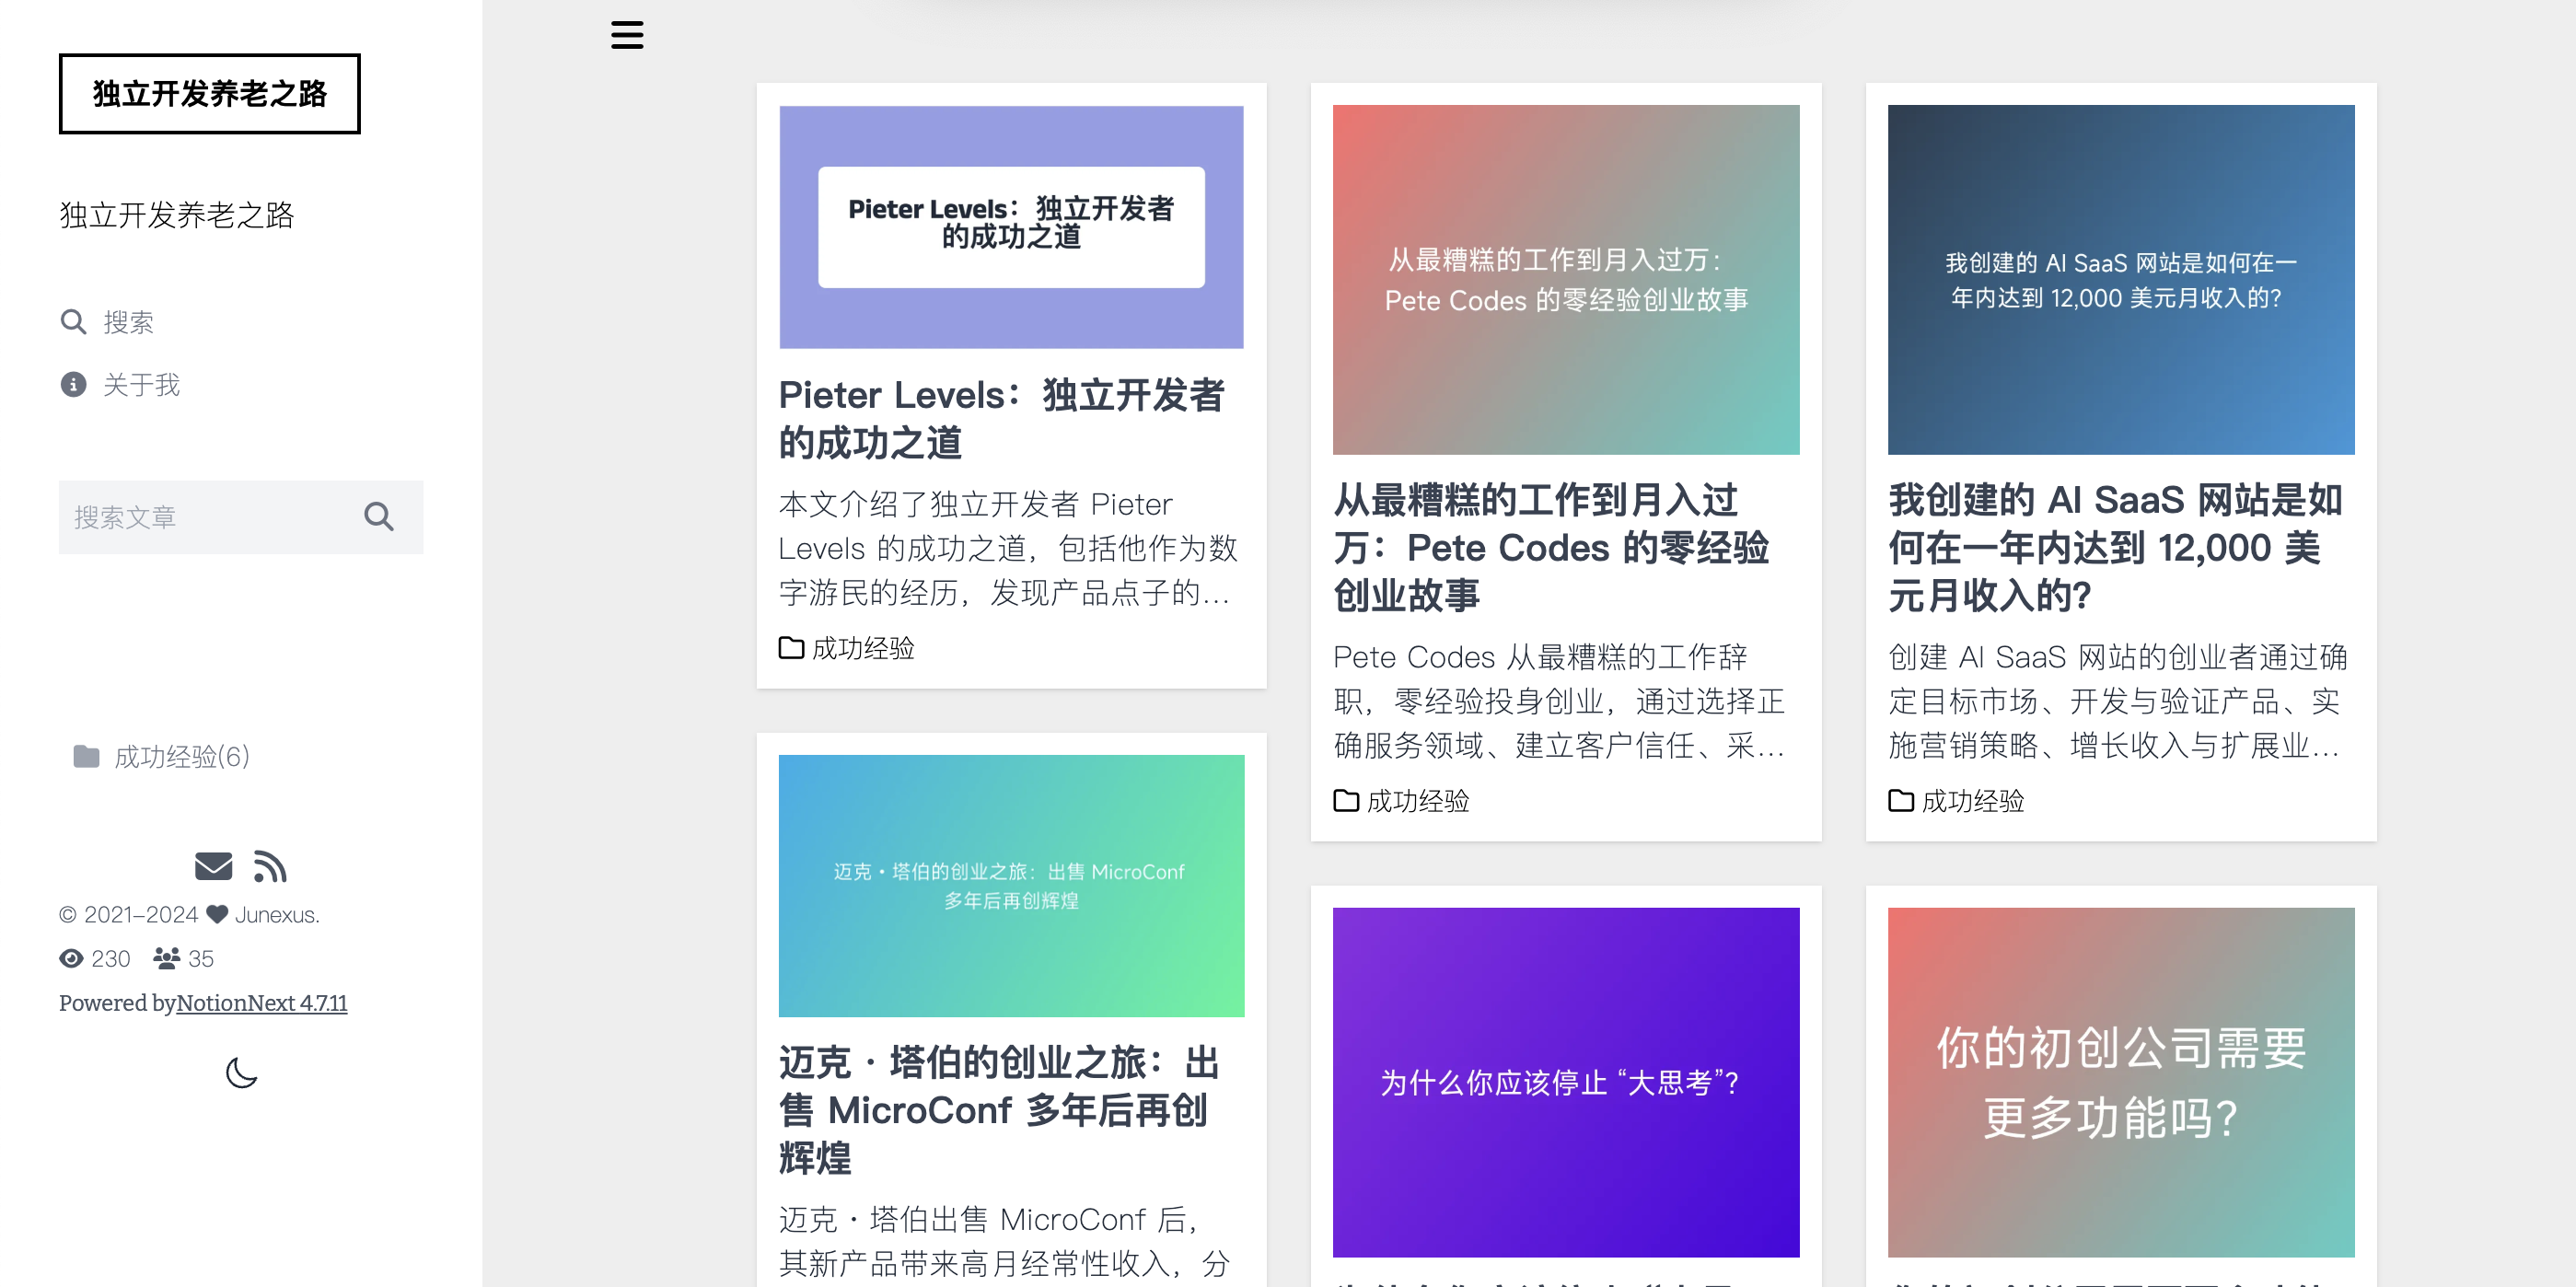 独立开发养老之路
独立开发养老之路
搜索
关于我
搜索文章
成功经验(6)
© 2021-2024 Junexus.
230 35
Powered byNotionNext 4.7.11
Pieter Levels：独立开发者
的成功之道
Pieter Levels：独立开发者
的成功之道
本文介绍了独立开发者 Pieter
Levels 的成功之道，包括他作为数
字游民的经历，发现产品点子的...
成功经验
迈克·塔伯的创业之旅：出售 MicroConf
多年后再创辉煌
迈克·塔伯的创业之旅：出
售 MicroConf 多年后再创
辉煌
迈克·塔伯出售 MicroConf 后，
其新产品带来高月经常性收入，分
从最糟糕的工作到月入过万：
Pete Codes 的零经验创业故事
从最糟糕的工作到月入过
万：Pete Codes 的零经验
创业故事
Pete Codes 从最糟糕的工作辞
职，零经验投身创业，通过选择正
确服务领域、建立客户信任、采...
成功经验
为什么你应该停止 “大思考”？
我创建的 AI SaaS 网站是如何在一
年内达到 12,000 美元月收入的？
我创建的 AI SaaS 网站是如
何在一年内达到 12,000 美
元月收入的？
创建 AI SaaS 网站的创业者通过确
定目标市场、开发与验证产品、实
施营销策略、增长收入与扩展业...
成功经验
你的初创公司需要
更多功能吗？